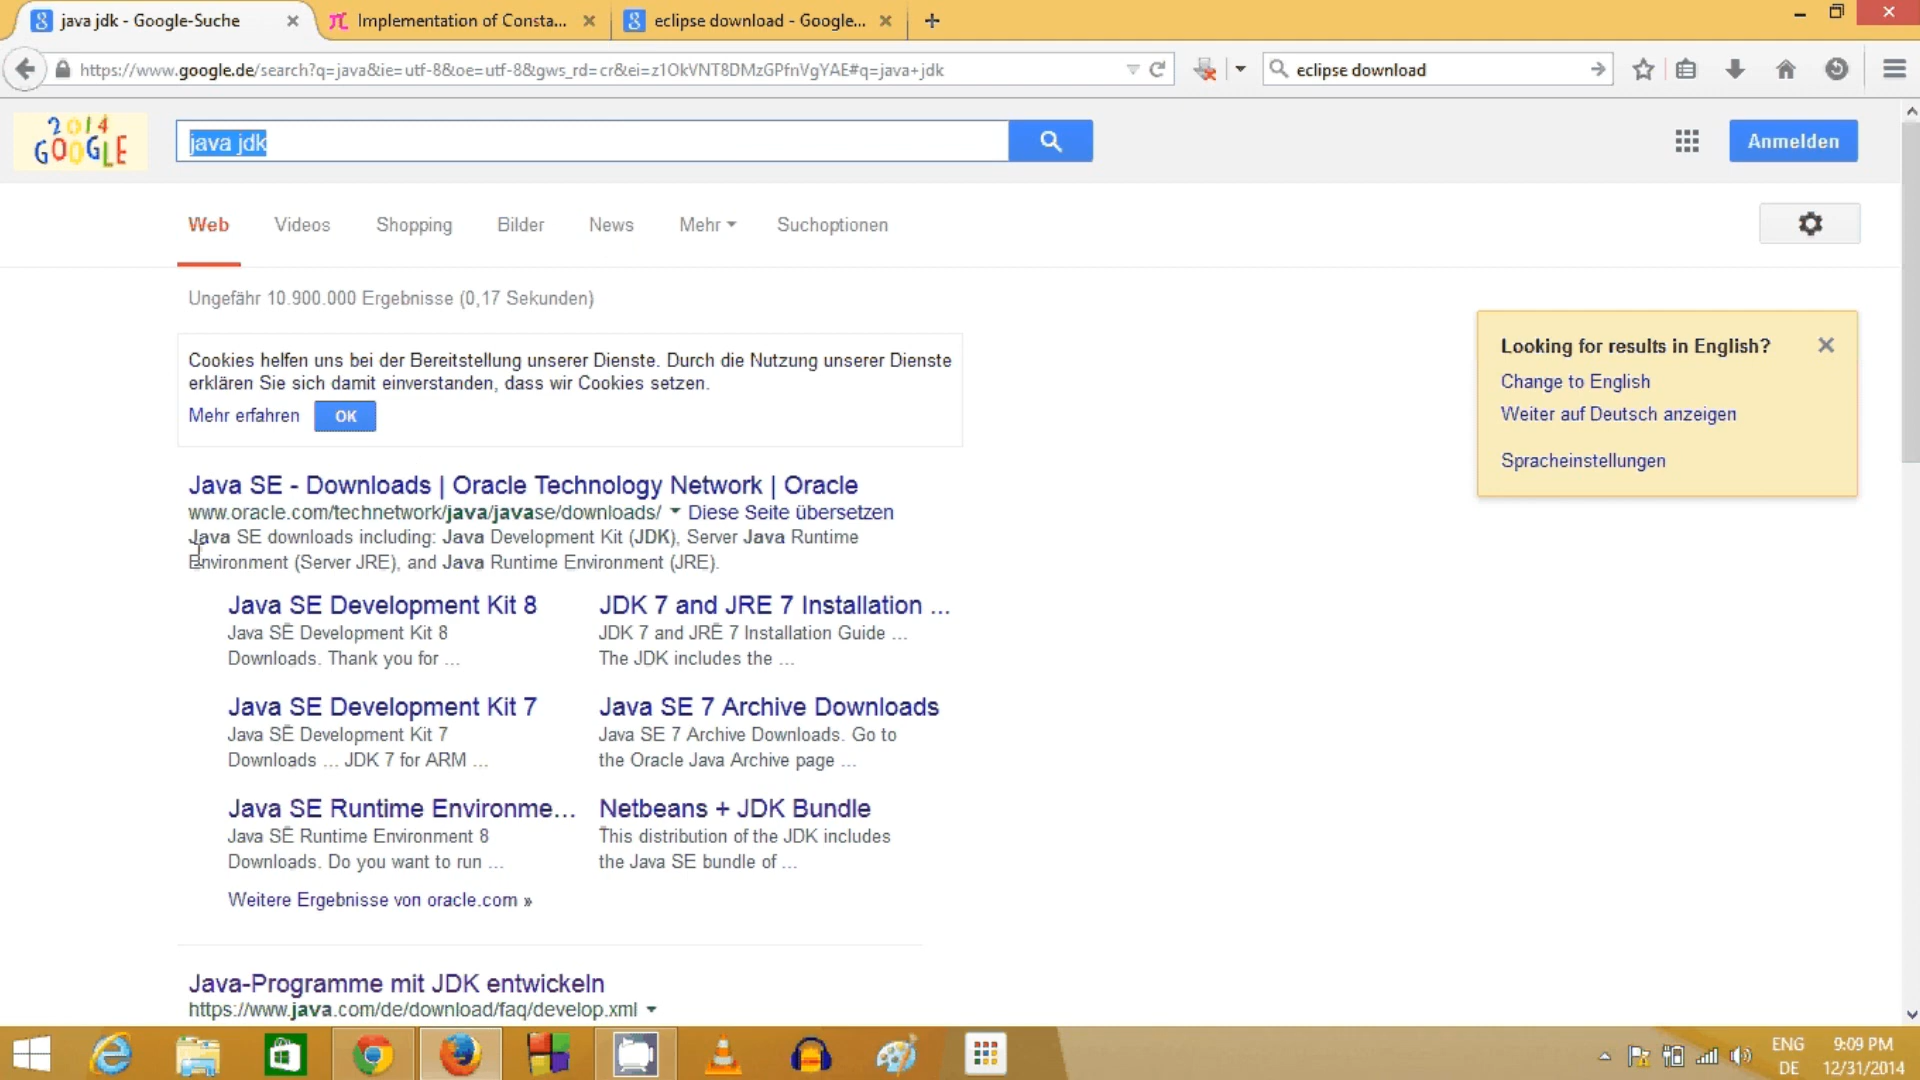 java jdk - Google-Suche
Implementation of Consta...
eclipse download - Google...
https://www.google.de/search?q=java&ie=utf-8&oe=utf-8&gws_rd=cr&ei=z1OkVNT8DMzGPfnVgYAE#q=java+jdk
eclipse download
2014
GOOGLE
java jdk
Anmelden
Web Videos Shopping Bilder News Mehr Suchoptionen
Ungefähr 10.900.000 Ergebnisse (0,17 Sekunden)
Cookies helfen uns bei der Bereitstellung unserer Dienste. Durch die Nutzung unserer Dienste
erklären Sie sich damit einverstanden, dass wir Cookies setzen.
Mehr erfahren OK
Looking for results in English?
Change to English
Weiter auf Deutsch anzeigen
Spracheinstellungen
Java SE - Downloads | Oracle Technology Network | Oracle
www.oracle.com/technetwork/java/javase/downloads/ Diese Seite übersetzen
Java SE downloads including: Java Development Kit (JDK), Server Java Runtime
Environment (Server JRE), and Java Runtime Environment (JRE).
Java SE Development Kit 8
Java SE Development Kit 8
Downloads. Thank you for ...
JDK 7 and JRE 7 Installation ...
JDK 7 and JRE 7 Installation Guide ...
The JDK includes the ...
Java SE Development Kit 7
Java SE Development Kit 7
Downloads ... JDK 7 for ARM ...
Java SE 7 Archive Downloads
Java SE 7 Archive Downloads. Go to
the Oracle Java Archive page ...
Java SE Runtime Environme...
Java SE Runtime Environment 8
Downloads. Do you want to run ...
Netbeans + JDK Bundle
This distribution of the JDK includes
the Java SE bundle of ...
Weitere Ergebnisse von oracle.com »
Java-Programme mit JDK entwickeln
https://www.java.com/de/download/faq/develop.xml
ENG
DE
9:09 PM
12/31/2014